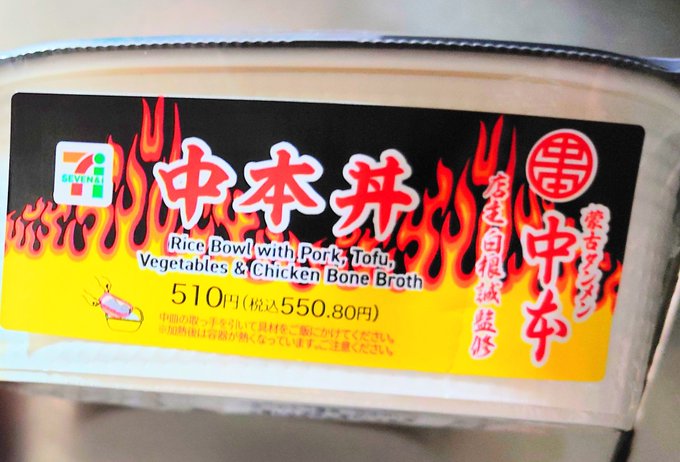 SEVEN&i
中本丼
Rice Bowl with Pork, Tofu,
Vegetables & Chicken Bone Broth
510円(税込550.80円)
中皿の取っ手を引いて具材をご飯にかけてください。
※加熱後は容器が熱くなっています。ご注意ください。
蒙古タンメン
中本
店主白根誠監修